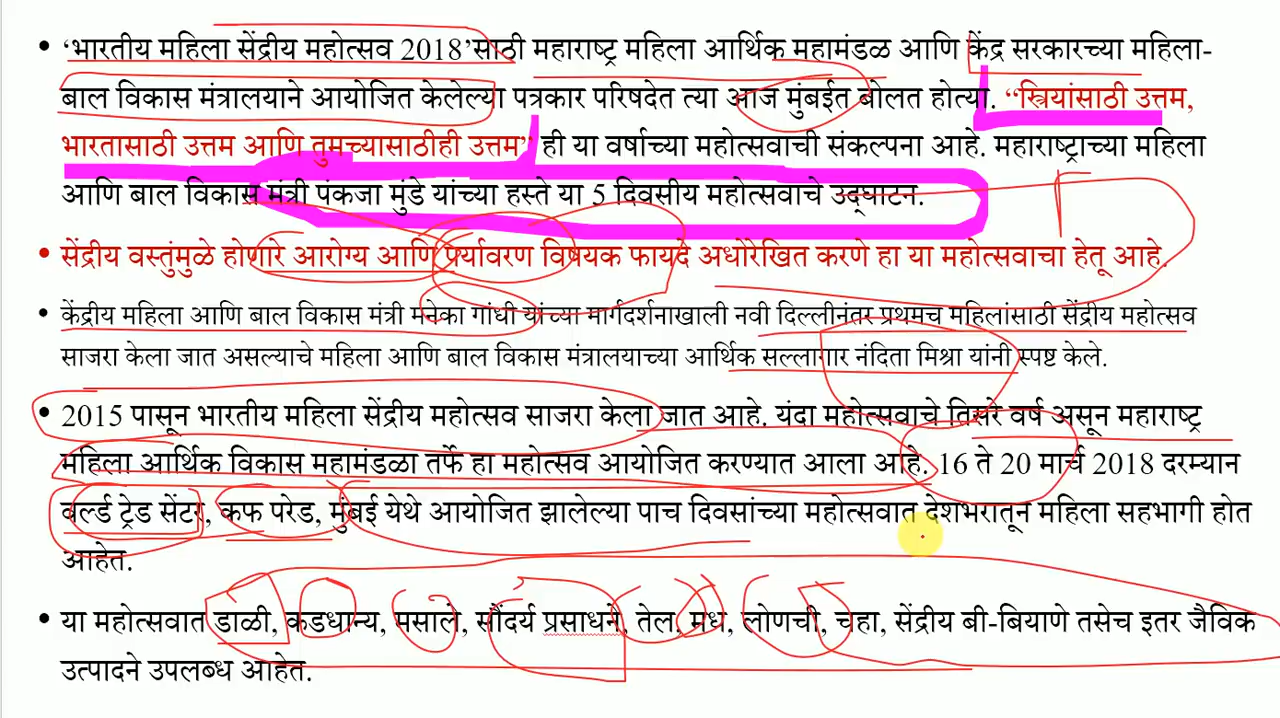 • ‘भारतीय महिला सेंद्रीय महोत्सव 2018’साठी महाराष्ट्र महिला आर्थिक महामंडळ आणि केंद्र सरकारच्या महिला-
बाल विकास मंत्रालयाने आयोजित केलेल्या पत्रकार परिषदेत त्या आज मुंबईत बोलत होत्या. “स्त्रियांसाठी उत्तम,
भारतासाठी उत्तम आणि तुमच्यासाठीही उत्तम” ही या वर्षाच्या महोत्सवाची संकल्पना आहे. महाराष्ट्राच्या महिला
आणि बाल विकास मंत्री पंकजा मुंडे यांच्या हस्ते या 5 दिवसीय महोत्सवाचे उद्घाटन.
• सेंद्रीय वस्तुंमुळे होणारे आरोग्य आणि प्रर्यावरण विषयक फायदे अधोरेखित करणे हा या महोत्सवाचा हेतू आहे.
• केंद्रीय महिला आणि बाल विकास मंत्री मनेका गांधी यांच्या मार्गदर्शनाखाली नवी दिल्लीनंतर प्रथमच महिलांसाठी सेंद्रीय महोत्सव
साजरा केला जात असल्याचे महिला आणि बाल विकास मंत्रालयाच्या आर्थिक सल्लागार नंदिता मिश्रा यांनी स्पष्ट केले.
• 2015 पासून भारतीय महिला सेंद्रीय महोत्सव साजरा केला जात आहे. यंदा महोत्सवाचे तिसरे वर्ष असून महाराष्ट्र
महिला आर्थिक विकास महामंडळा तर्फे हा महोत्सव आयोजित करण्यात आला आहे. 16 ते 20 मार्च 2018 दरम्यान
वर्ल्ड ट्रेड सेंटर, कफ परेड, मुंबई येथे आयोजित झालेल्या पाच दिवसांच्या महोत्सवात देशभरातून महिला सहभागी होत
आहेत.
• या महोत्सवात डाळी, कडधान्य, मसाले, सौंदर्य प्रसाधने, तेल, मध, लोणची, चहा, सेंद्रीय बी-बियाणे तसेच इतर जैविक
उत्पादने उपलब्ध आहेत.